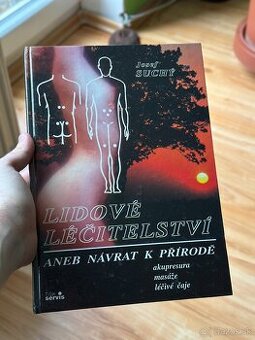 Josef
SUCHÝ
LIDOVÉ
LÉČITELSTVÍ
ANEB NÁVRAT K PŘÍRODĚ
akupresura
masáže
léčivé čaje
servis